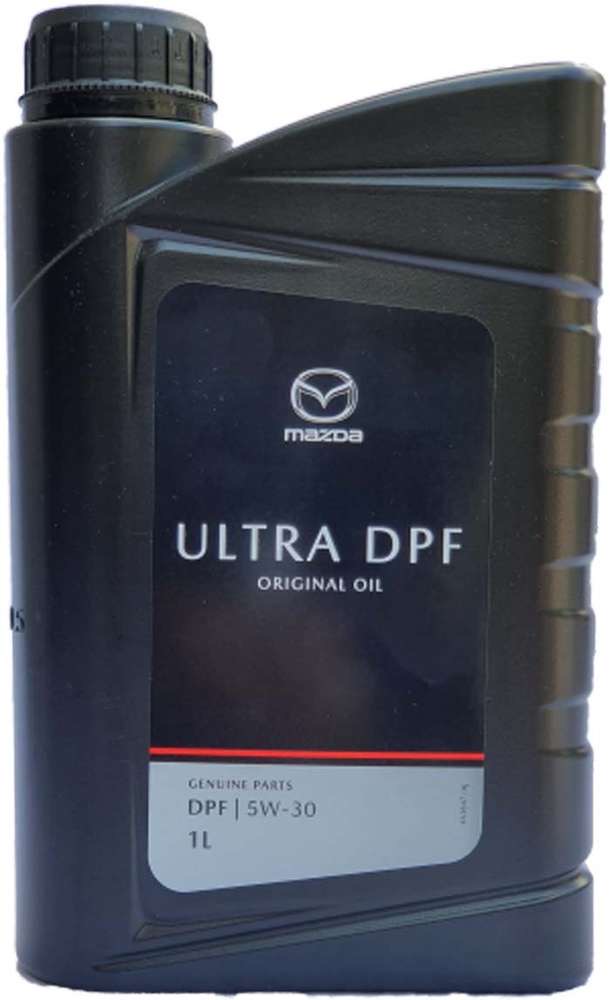 mazda
ULTRA DPF
ORIGINAL OIL
GENUINE PARTS
DPF | 5W-30
1L